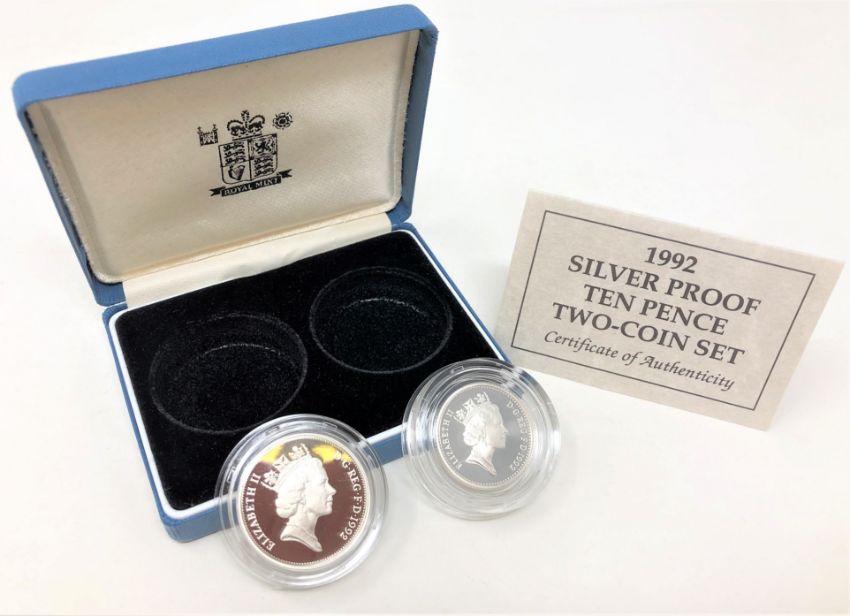 ROYAL MINT
1992
SILVER PROOF
TEN PENCE
TWO-COIN SET
Certificate of Authenticity
ELIZABETH II D·G·REG·F·D·1992
ELIZABETH II D·G·REG·F·D·1992